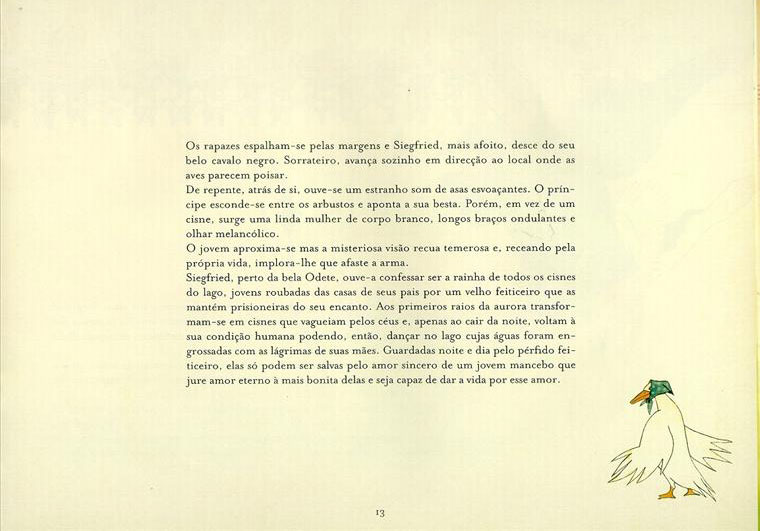 Os rapazes espalham-se pelas margens e Siegfried, mais afoito, desce do seu
belo cavalo negro. Sorrateiro, avança sozinho em direcção ao local onde as
aves parecem poisar.
De repente, atrás de si, ouve-se um estranho som de asas esvoaçantes. O prín-
cipe esconde-se entre os arbustos e aponta a sua besta. Porém, em vez de um
cisne, surge uma linda mulher de corpo branco, longos braços ondulantes e
olhar melancólico.
O jovem aproxima-se mas a misteriosa visão recua temerosa e, receando pela
própria vida, implora-lhe que afaste a arma.
Siegfried, perto da bela Odete, ouve-a confessar ser a rainha de todos os cisnes
do lago, jovens roubadas das casas de seus pais por um velho feiticeiro que as
mantém prisioneiras do seu encanto. Aos primeiros raios da aurora transfor-
mam-se em cisnes que vagueiam pelos céus e, apenas ao cair da noite, voltam à
sua condição humana podendo, então, dançar no lago cujas águas foram en-
grossadas com as lágrimas de suas mães. Guardadas noite e dia pelo pérfido fei-
ticeiro, elas só podem ser salvas pelo amor sincero de um jovem mancebo que
jure amor eterno à mais bonita delas e seja capaz de dar a vida por esse amor.
13